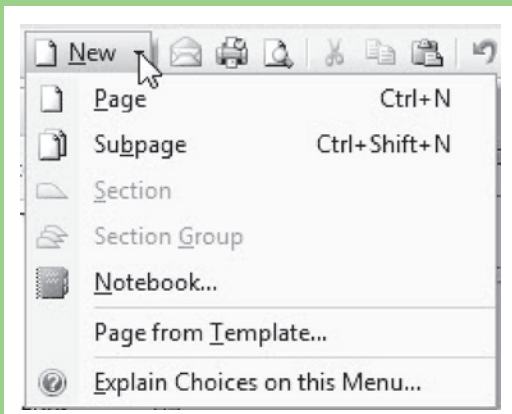 New
Page Ctrl+N
Subpage Ctrl+Shift+N
Section
Section Group
Notebook...
Page from Template...
Explain Choices on this Menu...